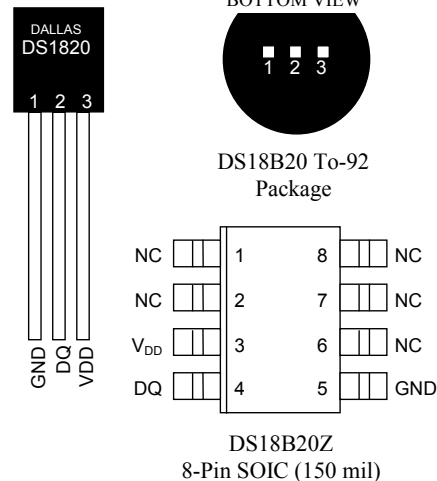 DALLAS
DS1820
1 2 3
GND
DQ
VDD
BOTTOM VIEW
1 2 3
DS18B20 To-92
Package
NC 1 8 NC
NC 2 7 NC
VDD 3 6 NC
DQ 4 5 GND
DS18B20Z
8-Pin SOIC (150 mil)